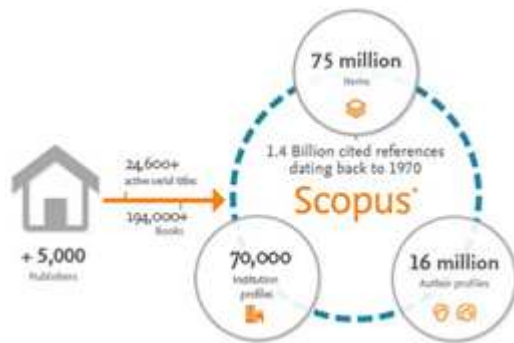 75 million
Items
1.4 Billion cited references
dating back to 1970
Scopus
24,600+
active serial titles
194,000+
Books
+ 5,000
Publishers
70,000
Institution
profiles
16 million
Author profiles